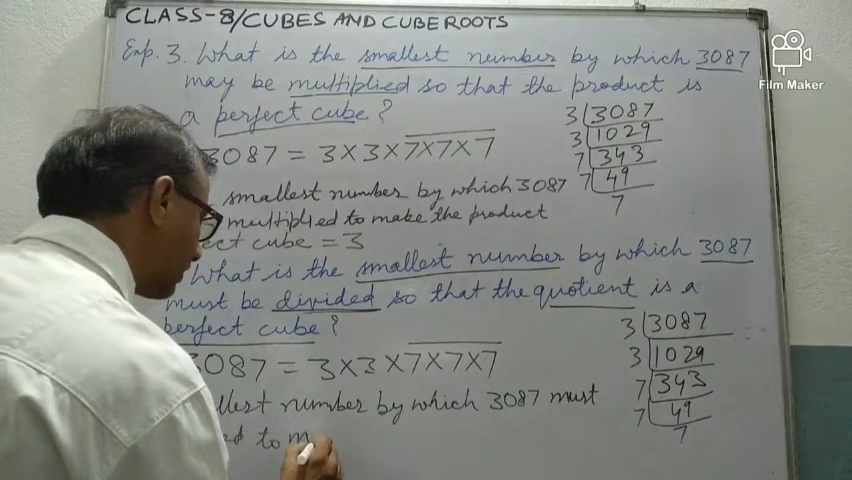 CLASS-8/CUBES AND CUBE ROOTS
Exp. 3. What is the smallest number by which 3087
may be multiplied so that the product is
a perfect cube?
3087 = 3×3×7×7×7
smallest number by which 3087
multiplied to make the product
ect cube = 3
What is the smallest number by which 3087
must be divided so that the quotient is a
perfect cube?
3087 = 3×3×7×7×7
llest number by which 3087 must
ed to m
3 3087
3 1029
7 343
7 49
7
3 3087
3 1029
7 343
7 49
7
Film Maker